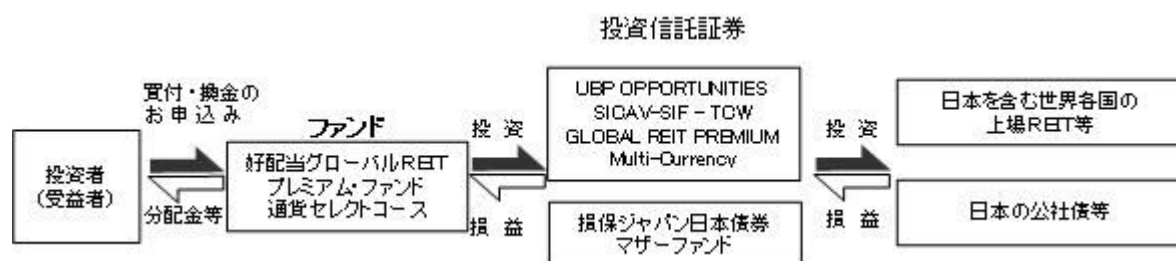 投資信託証券
買付・換金の
お申込み
ファンド
投資
UBP OPPORTUNITIES
SICAV-SIF – TCW
GLOBAL REIT PREMIUM
Multi-Currency
投資
日本を含む世界各国の
上場REIT等
投資者
(受益者)
好配当グローバルREIT
プレミアム・ファンド
通貨セレクトコース
分配金等
損益
損保ジャパン日本債券
マザーファンド
損益
日本の公社債等